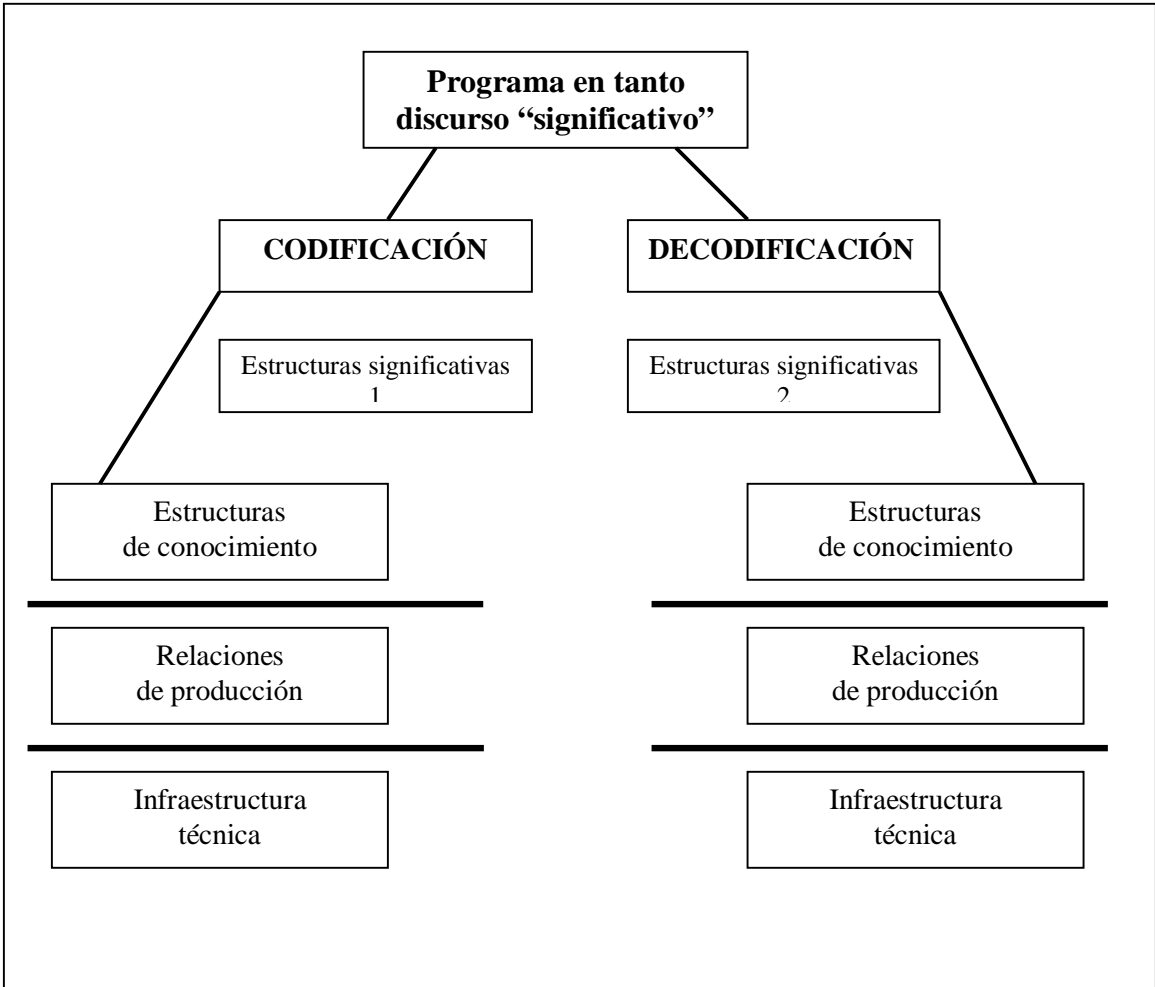 Programa en tanto
discurso “significativo”
CODIFICACIÓN
DECODIFICACIÓN
Estructuras significativas
1
Estructuras significativas
2
Estructuras
de conocimiento
Estructuras
de conocimiento
Relaciones
de producción
Relaciones
de producción
Infraestructura
técnica
Infraestructura
técnica